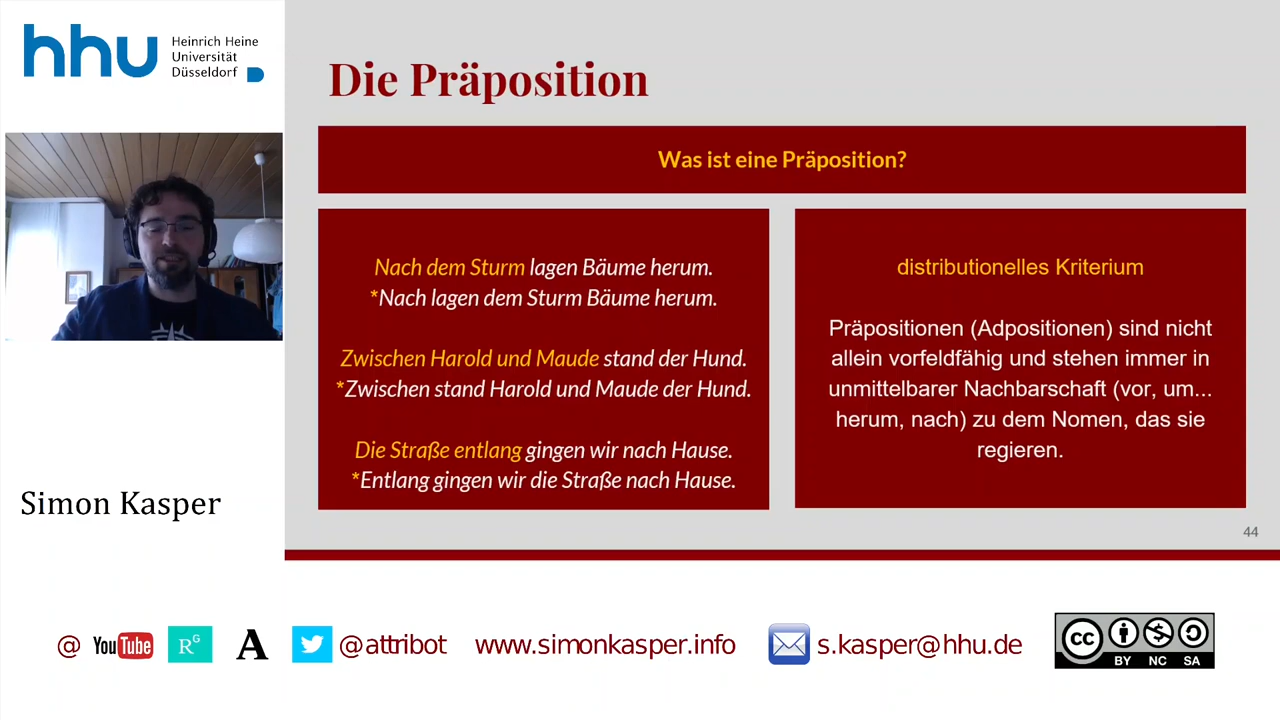 hhu
Heinrich Heine
Universität
Düsseldorf
Die Präposition
Was ist eine Präposition?
Nach dem Sturm lagen Bäume herum.
*Nach lagen dem Sturm Bäume herum.
Zwischen Harold und Maude stand der Hund.
*Zwischen stand Harold und Maude der Hund.
Die Straße entlang gingen wir nach Hause.
*Entlang gingen wir die Straße nach Hause.
distributionelles Kriterium
Präpositionen (Adpositionen) sind nicht
allein vorfeldfähig und stehen immer in
unmittelbarer Nachbarschaft (vor, um...
herum, nach) zu dem Nomen, das sie
regieren.
Simon Kasper
44
@ YouTube RG A @attribot www.simonkasper.info s.kasper@hhu.de
cc BY NC SA